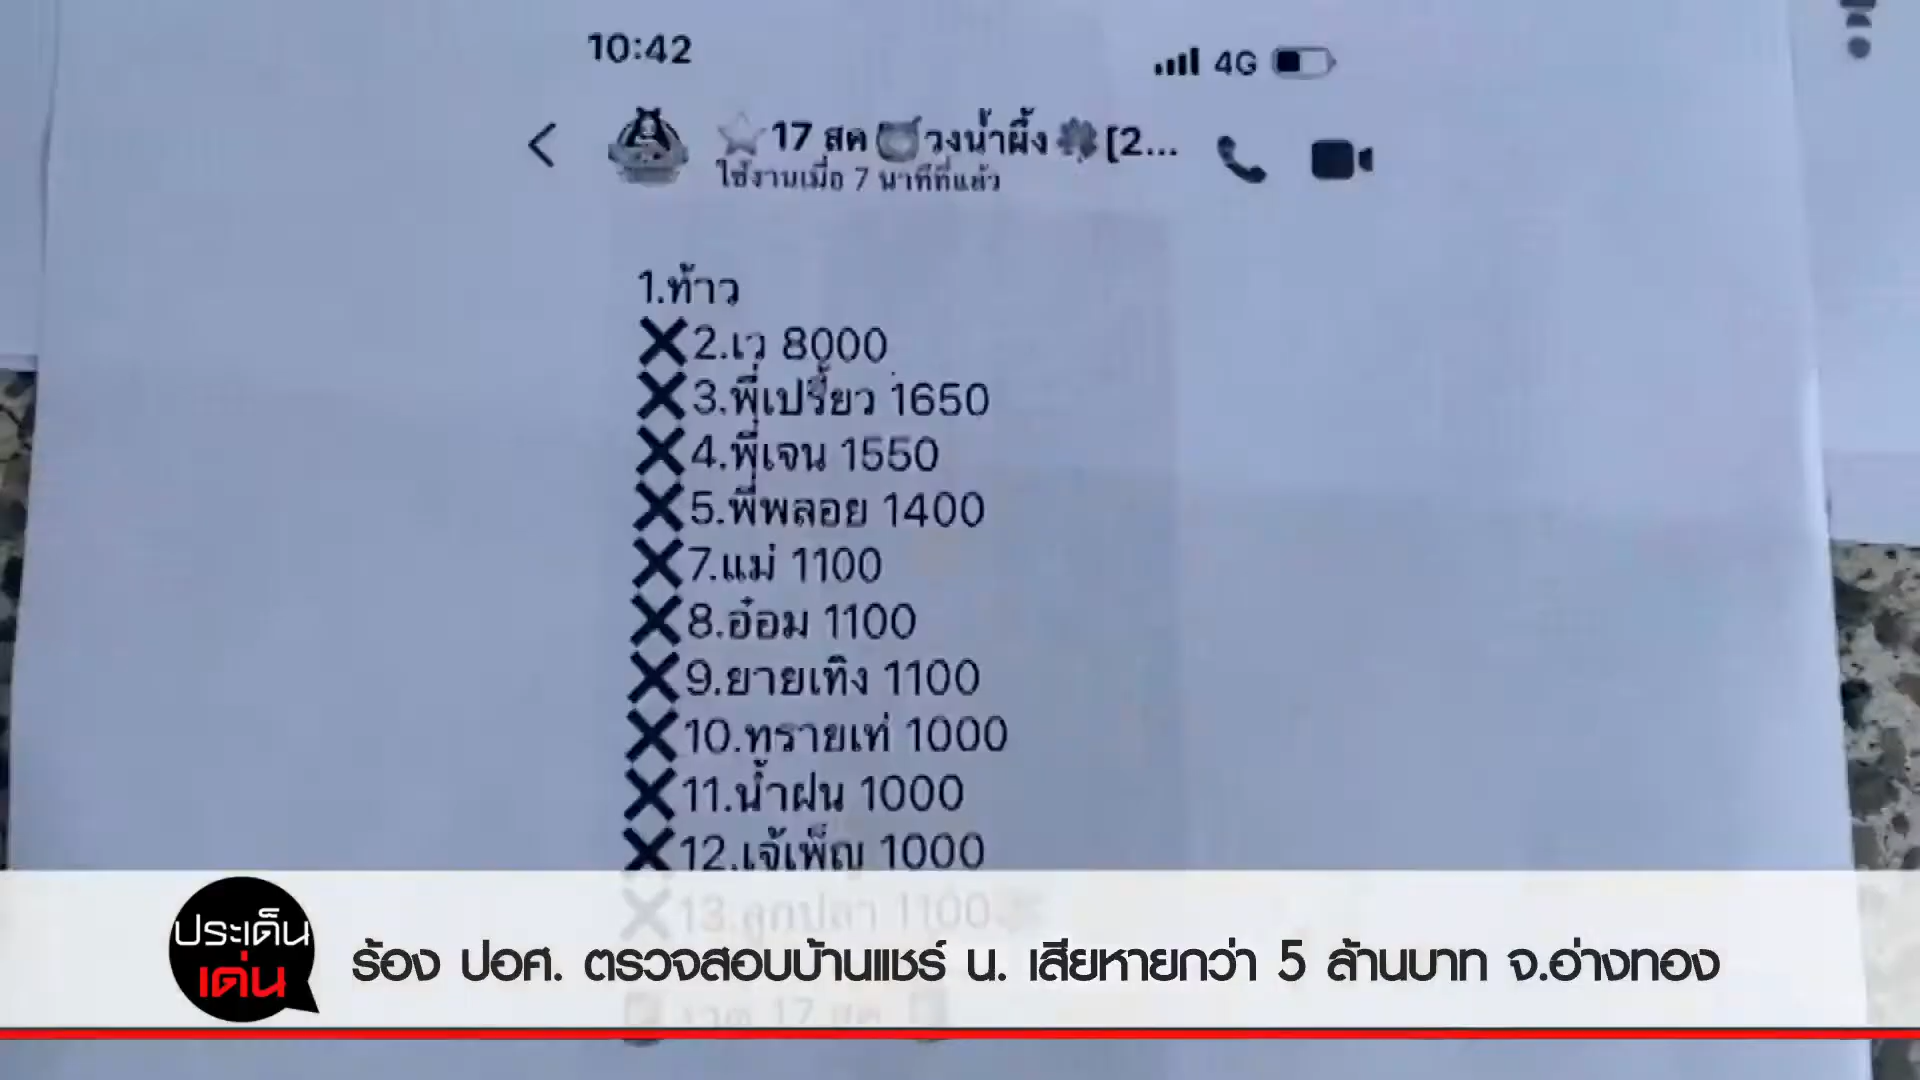 10:42
4G
17 สค วงน้ำผึ้ง [2...
ใช้งานเมื่อ 7 นาทีที่แล้ว
1.ท้าว
❌2.เว 8000
❌3.พี่เปรี้ยว 1650
❌4.พี่เจน 1550
❌5.พี่พลอย 1400
❌7.แม่ 1100
❌8.อ๋อม 1100
❌9.ยายเทิง 1100
❌10.ทรายเท่ 1000
❌11.น้ำฝน 1000
❌12.เจ้เพ็ญ 1000
❌13.ลูกปลา 1100
งวด 17 สค
ประเด็น
เด่น
ร้อง ปอศ. ตรวจสอบบ้านแชร์ น. เสียหายกว่า 5 ล้านบาท จ.อ่างทอง